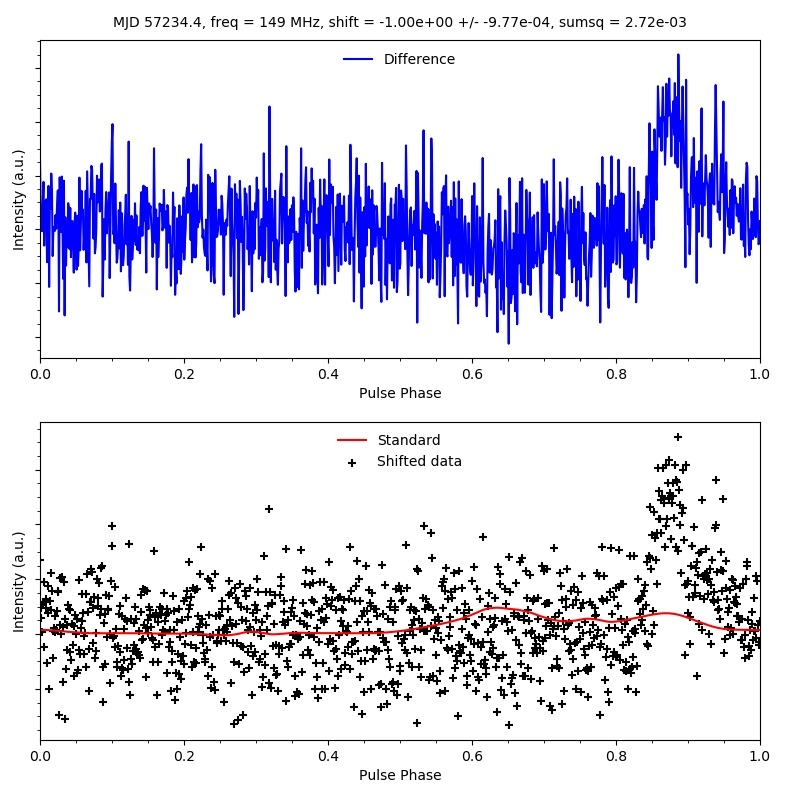 MJD 57234.4, freq = 149 MHz, shift = -1.00e+00 +/- -9.77e-04, sumsq = 2.72e-03
Difference
Intensity (a.u.)
0.0 0.2 0.4 0.6 0.8 1.0
Pulse Phase
Standard
Shifted data
Intensity (a.u.)
0.0 0.2 0.4 0.6 0.8 1.0
Pulse Phase